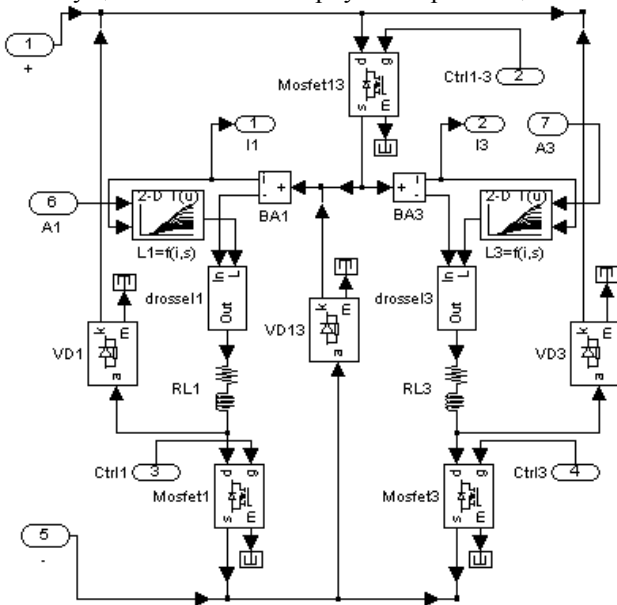 1
+
d g
Mosfet13
s m
Ctrl1-3
2
1
I1
2
I3
7
A3
6
A1
2-D T(u)
L1=f(i,s)
i
-
+
BA1
+
-
i
BA3
2-D T(u)
L3=f(i,s)
In L
Out
drossel1
In L
Out
drossel3
k m
a
VD1
k m
a
VD13
k m
a
VD3
RL1
RL3
Ctrl1
3
d g
s m
Mosfet1
d g
s m
Mosfet3
Ctrl3
4
5
-